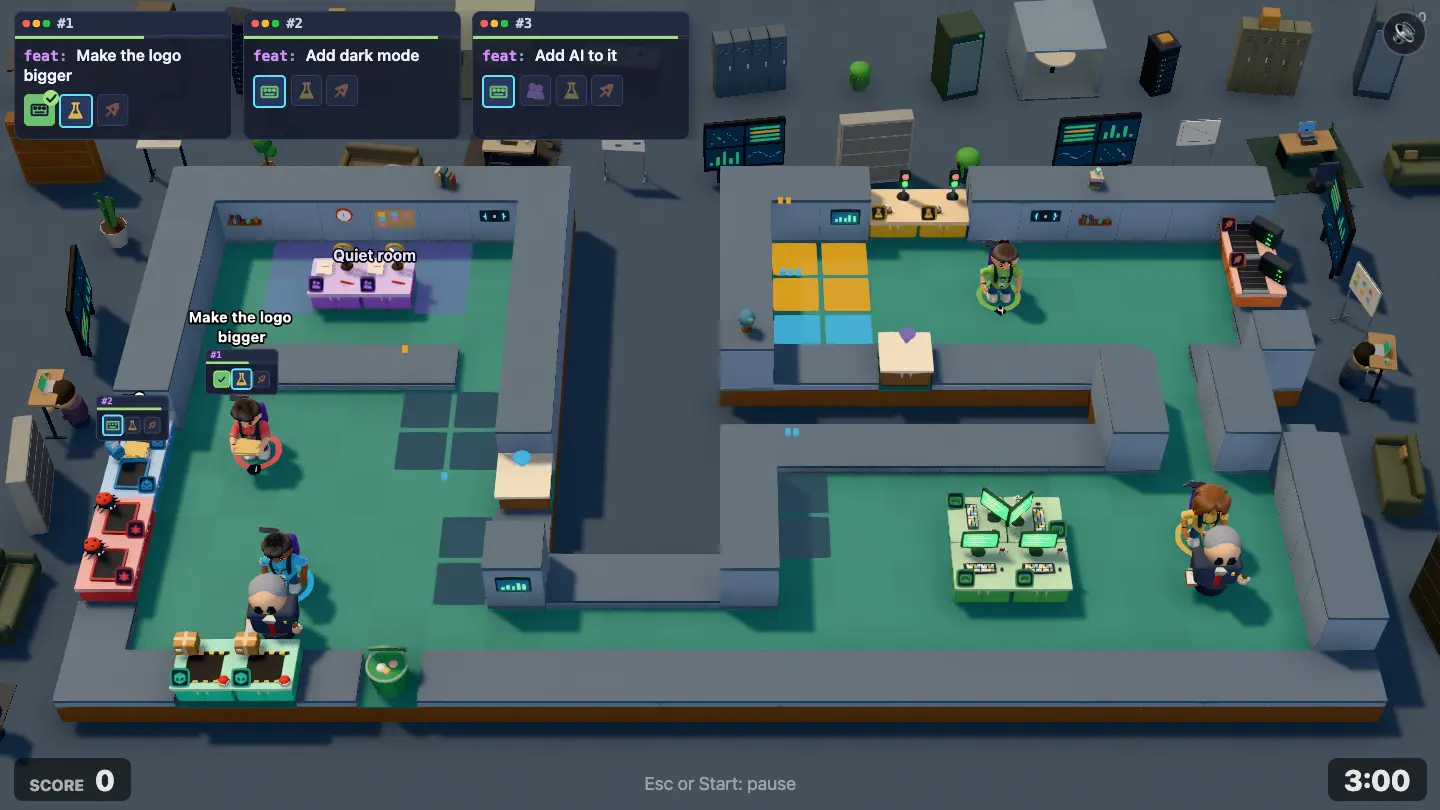 #1
feat: Make the logo
bigger
#2
feat: Add dark mode
#3
feat: Add AI to it
0
Quiet room
Make the logo
bigger
#1
#2
SCORE 0
Esc or Start: pause
3:00